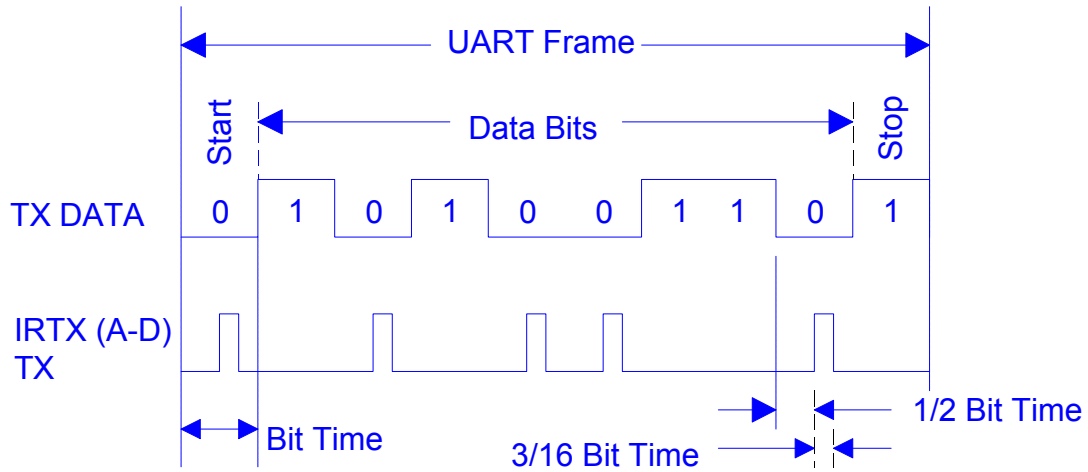 UART Frame
Start
Data Bits
Stop
TX DATA
0 1 0 1 0 0 1 1 0 1
IRTX (A-D)
TX
1/2 Bit Time
Bit Time
3/16 Bit Time